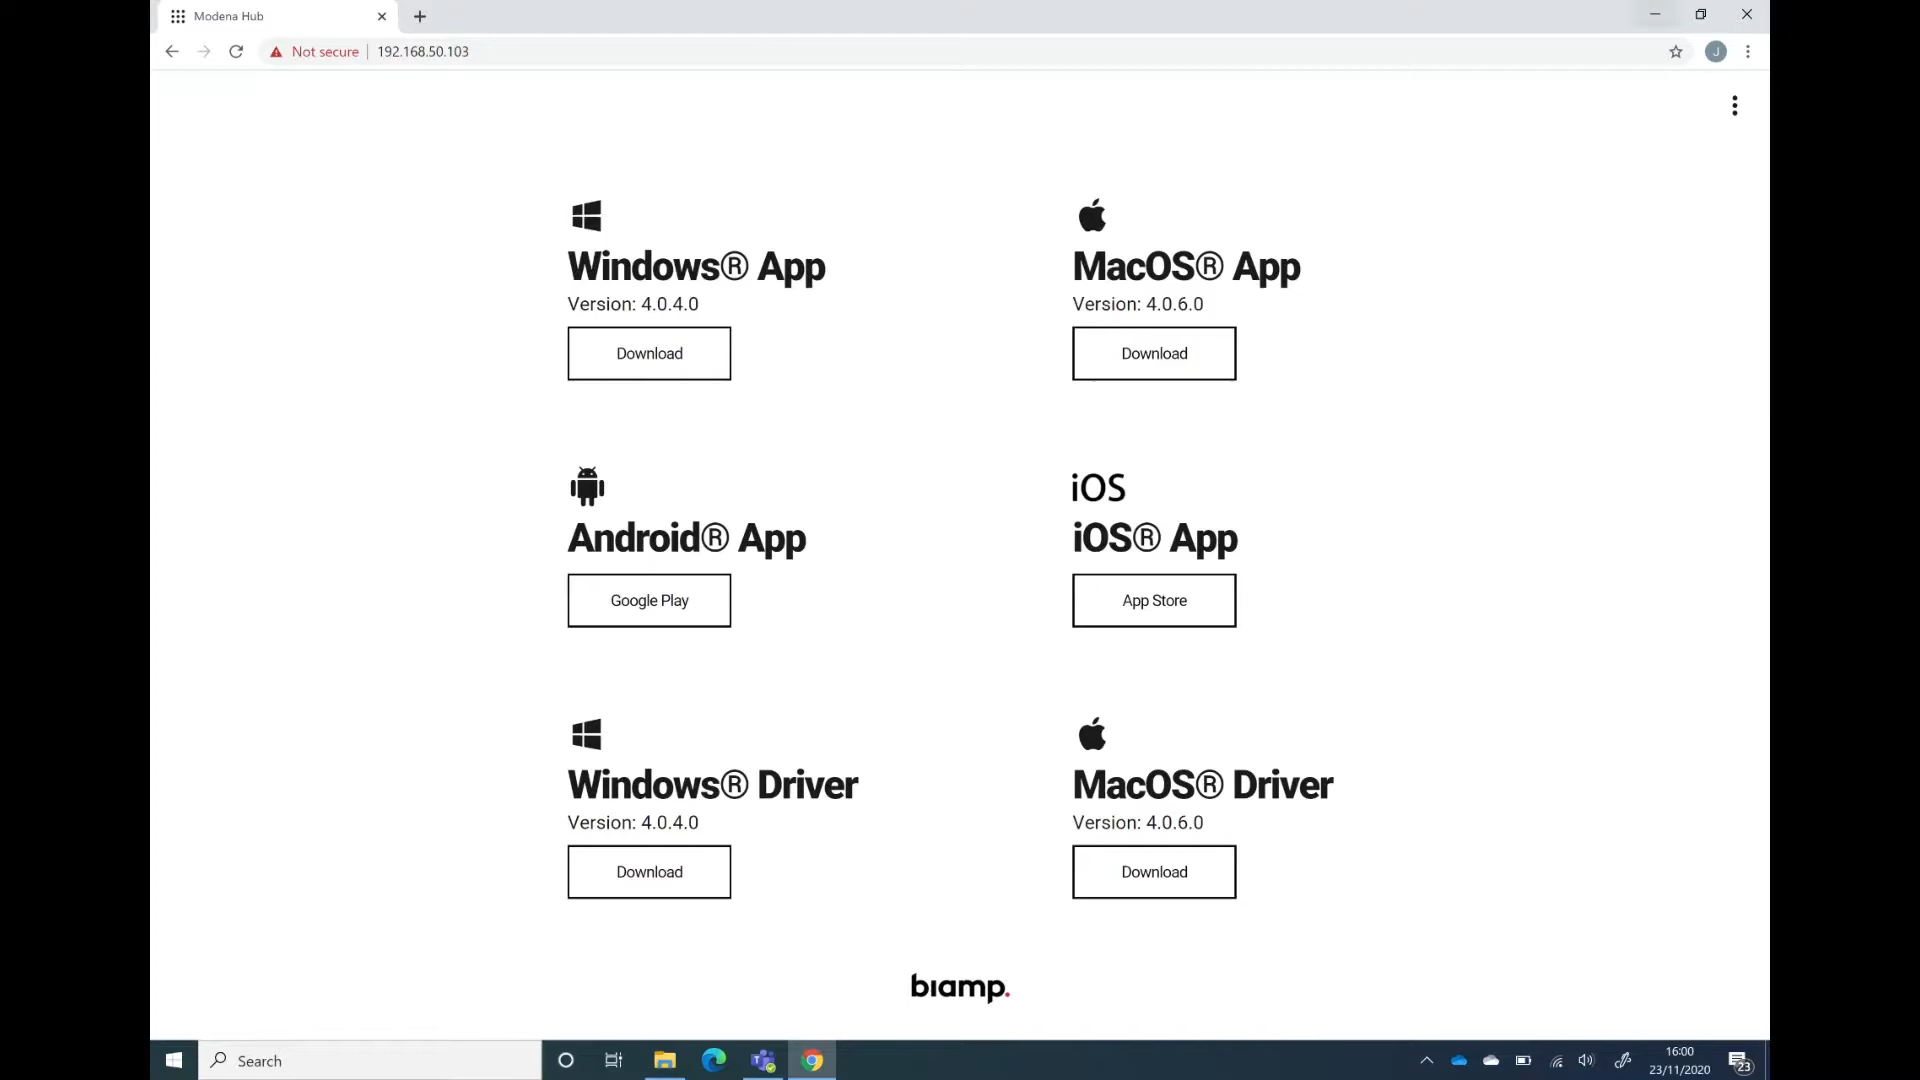 Modena Hub
Not secure
192.168.50.103
J
Windows® App
Version: 4.0.4.0
Download
MacOS® App
Version: 4.0.6.0
Download
Android® App
Google Play
iOS
iOS® App
App Store
Windows® Driver
Version: 4.0.4.0
Download
MacOS® Driver
Version: 4.0.6.0
Download
biamp.
Search
16:00
23/11/2020
23